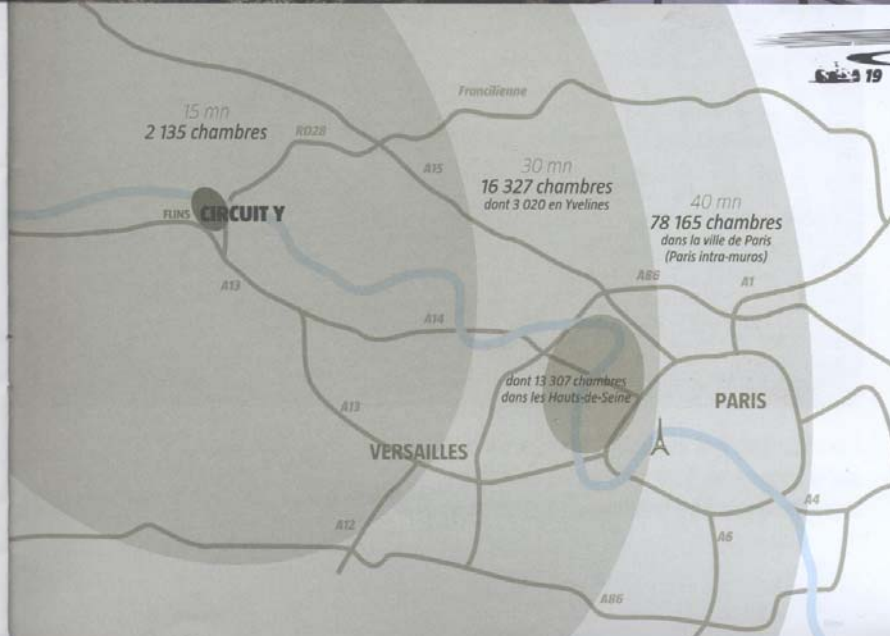 19
Francilienne
15 mn
2 135 chambres
RD28
A15
30 mn
16 327 chambres
dont 3 020 en Yvelines
40 mn
78 165 chambres
dans la ville de Paris
(Paris intra-muros)
FLINS
CIRCUIT Y
A13
A86
A1
A14
dont 13 307 chambres
dans les Hauts-de-Seine
PARIS
A13
VERSAILLES
A12
A4
A6
A86